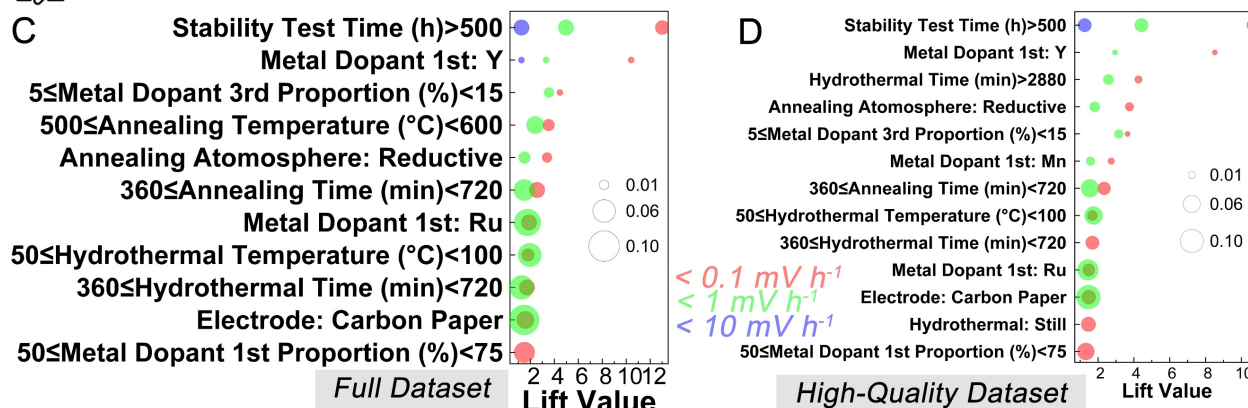 C
Stability Test Time (h)>500
Metal Dopant 1st: Y
5≤Metal Dopant 3rd Proportion (%)<15
500≤Annealing Temperature (°C)<600
Annealing Atomosphere: Reductive
360≤Annealing Time (min)<720
Metal Dopant 1st: Ru
50≤Hydrothermal Temperature (°C)<100
360≤Hydrothermal Time (min)<720
Electrode: Carbon Paper
50≤Metal Dopant 1st Proportion (%)<75
0.01
0.06
0.10
2 4 6 8 10 12
Full Dataset
Lift Value
< 0.1 mV h-1
< 1 mV h-1
< 10 mV h-1
D
Stability Test Time (h)>500
Metal Dopant 1st: Y
Hydrothermal Time (min)>2880
Annealing Atomosphere: Reductive
5≤Metal Dopant 3rd Proportion (%)<15
Metal Dopant 1st: Mn
360≤Annealing Time (min)<720
50≤Hydrothermal Temperature (°C)<100
360≤Hydrothermal Time (min)<720
Metal Dopant 1st: Ru
Electrode: Carbon Paper
Hydrothermal: Still
50≤Metal Dopant 1st Proportion (%)<75
0.01
0.06
0.10
2 4 6 8 10
High-Quality Dataset
Lift Value